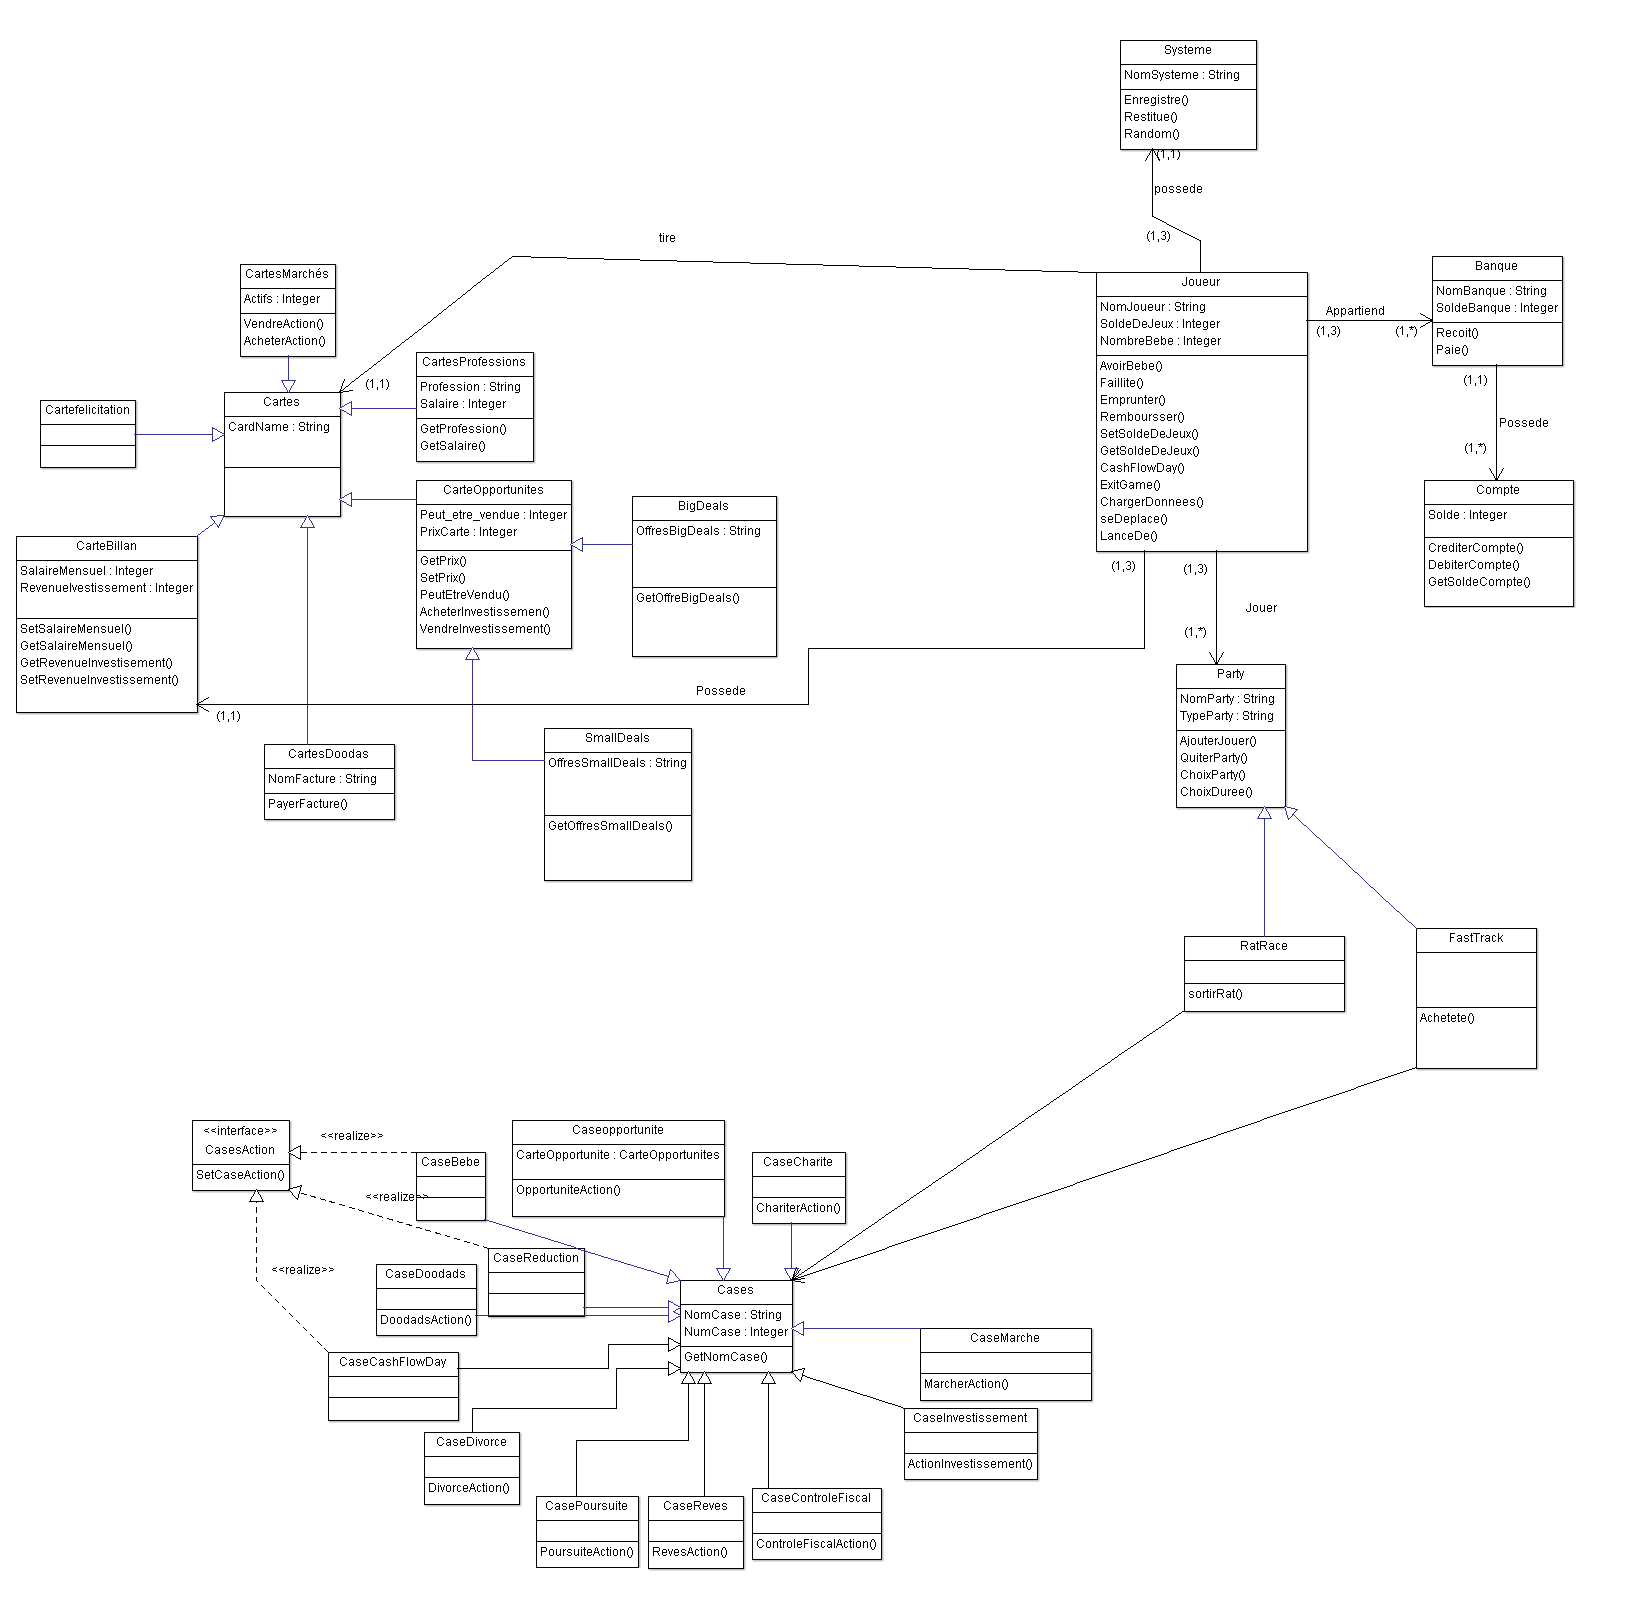 Systeme
NomSysteme : String
Enregistre()
Restitue()
Random()
(1,1)
possede
(1,3)
tire
Joueur
NomJoueur : String
SoldeDeJeux : Integer
NombreBebe : Integer
AvoirBebe()
Faillite()
Emprunter()
Remboursser()
SetSoldeDeJeux()
GetSoldeDeJeux()
CashFlowDay()
ExitGame()
ChargerDonnees()
seDeplace()
LanceDe()
Appartiend
(1,3)
(1,*)
Banque
NomBanque : String
SoldeBanque : Integer
Recoit()
Paie()
(1,1)
Possede
(1,*)
Compte
Solde : Integer
CrediterCompte()
DebiterCompte()
GetSoldeCompte()
CartesMarchés
Actifs : Integer
VendreAction()
AcheterAction()
(1,1)
CartesProfessions
Profession : String
Salaire : Integer
GetProfession()
GetSalaire()
Cartes
CardName : String
Cartefelicitation
CarteOpportunites
Peut_etre_vendue : Integer
PrixCarte : Integer
GetPrix()
SetPrix()
PeutEtreVendu()
AcheterInvestissemen()
VendreInvestissement()
BigDeals
OffresBigDeals : String
GetOffreBigDeals()
CarteBillan
SalaireMensuel : Integer
RevenueIvestissement : Integer
SetSalaireMensuel()
GetSalaireMensuel()
GetRevenueInvestisement()
SetRevenueInvestissement()
(1,1)
Possede
(1,3)
(1,3)
Jouer
(1,*)
CartesDoodas
NomFacture : String
PayerFacture()
SmallDeals
OffresSmallDeals : String
GetOffresSmallDeals()
Party
NomParty : String
TypeParty : String
AjouterJouer()
QuiterParty()
ChoixParty()
ChoixDuree()
RatRace
sortirRat()
FastTrack
Achetete()
<<interface>>
CasesAction
SetCaseAction()
<<realize>>
<<realize>>
<<realize>>
CaseBebe
Caseopportunite
CarteOpportunite : CarteOpportunites
OpportuniteAction()
CaseCharite
ChariterAction()
CaseReduction
CaseDoodads
DoodadsAction()
Cases
NomCase : String
NumCase : Integer
GetNomCase()
CaseMarche
MarcherAction()
CaseCashFlowDay
CaseInvestissement
ActionInvestissement()
CaseDivorce
DivorceAction()
CasePoursuite
PoursuiteAction()
CaseReves
RevesAction()
CaseControleFiscal
ControleFiscalAction()